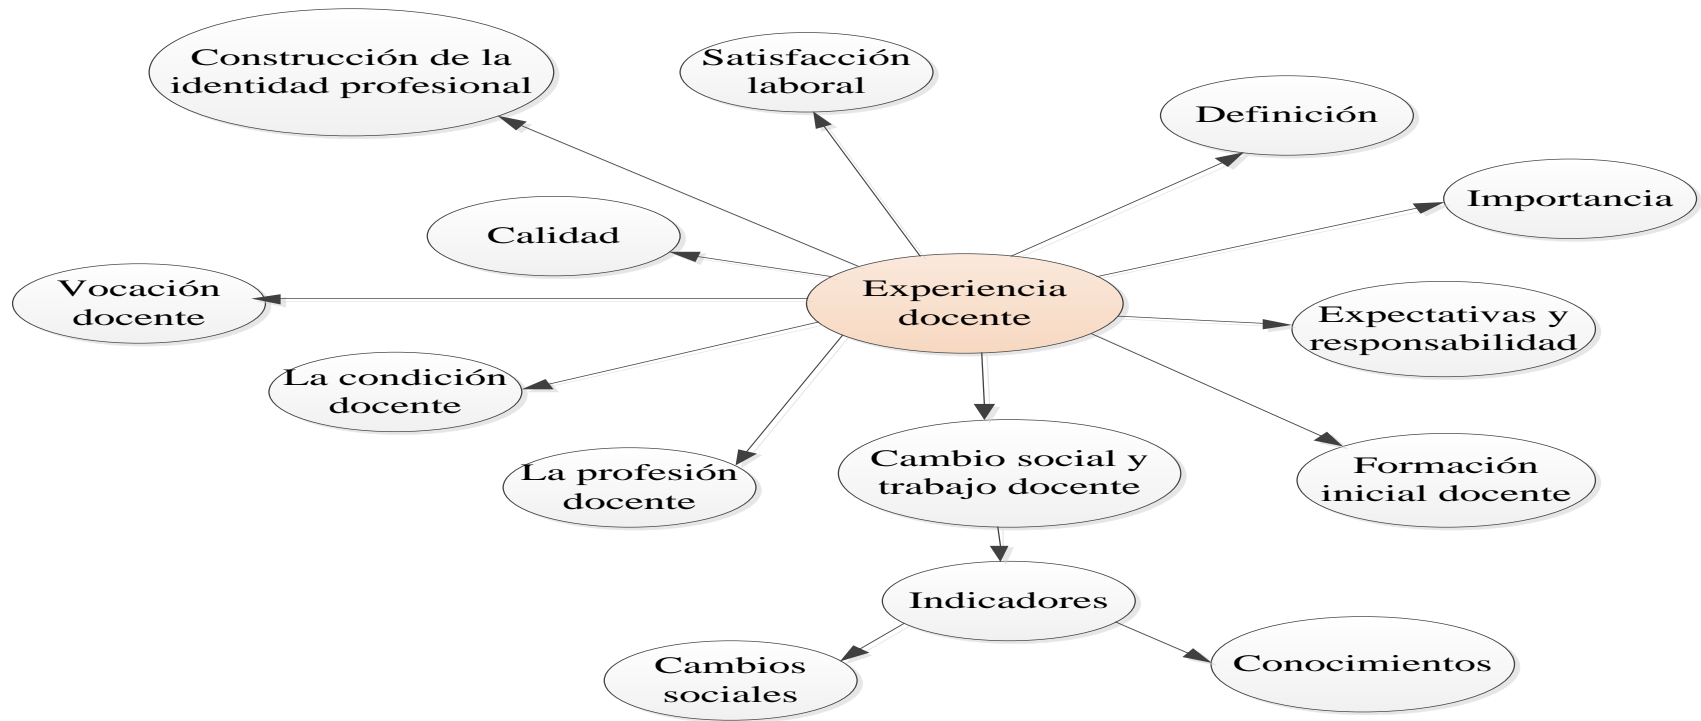 Construcción de la
identidad profesional
Satisfacción
laboral
Definición
Importancia
Calidad
Vocación
docente
Experiencia
docente
Expectativas y
responsabilidad
La condición
docente
La profesión
docente
Cambio social y
trabajo docente
Formación
inicial docente
Indicadores
Cambios
sociales
Conocimientos